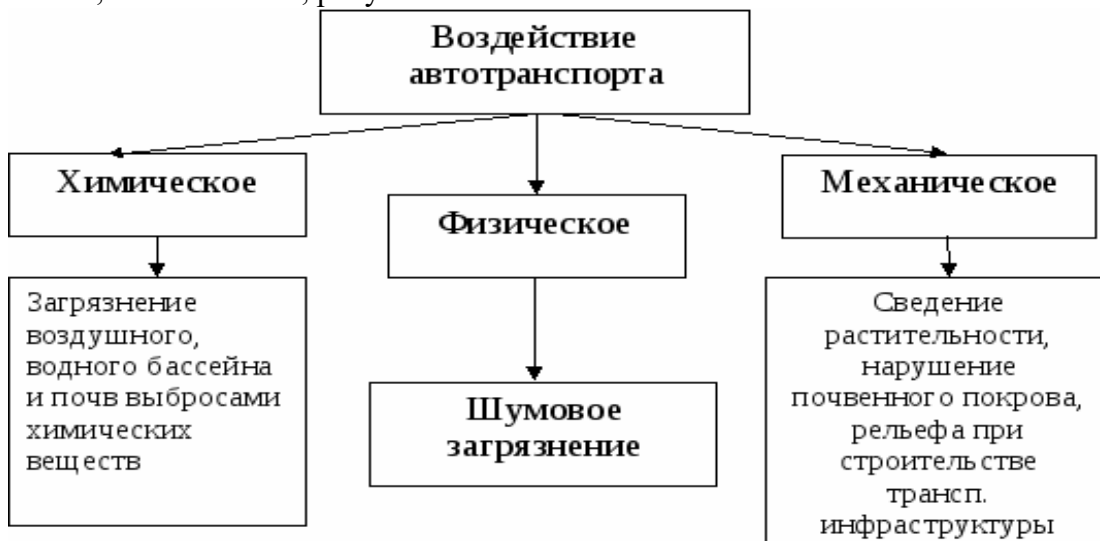 Воздействие
автотранспорта
Химическое
Физическое
Механическое
Загрязнение
воздушного,
водного бассейна
и почв выбросами
химических
веществ
Шумовое
загрязнение
Сведение
растительности,
нарушение
почвенного покрова,
рельефа при
строительстве
трансп.
инфраструктуры